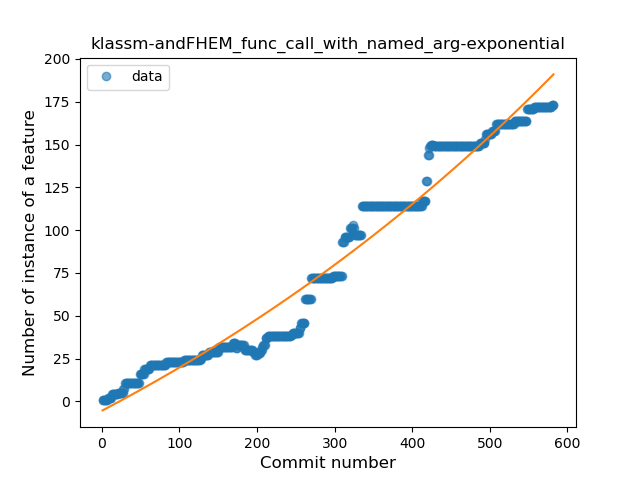 klassm-andFHEM_func_call_with_named_arg-exponential
data
Number of instance of a feature
200
175
150
125
100
75
50
25
0
0 100 200 300 400 500 600
Commit number